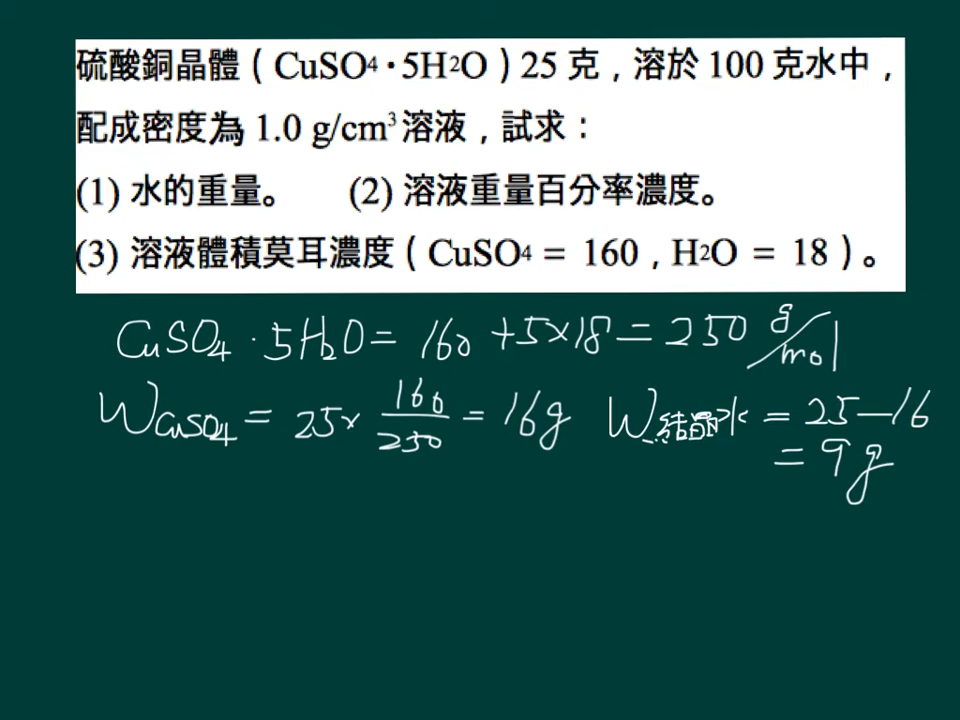 硫酸銅晶體(CuSO4・5H2O)25 克,溶於 100 克水中,
配成密度為 1.0 g/cm³ 溶液,試求:
(1) 水的重量。 (2) 溶液重量百分率濃度。
(3) 溶液體積莫耳濃度(CuSO4 = 160,H2O = 18)。
CuSO4・5H2O = 160 + 5×18 = 250 g/mol
WCuSO4 = 25× 160/250 = 16g W結晶水 = 25−16
= 9g